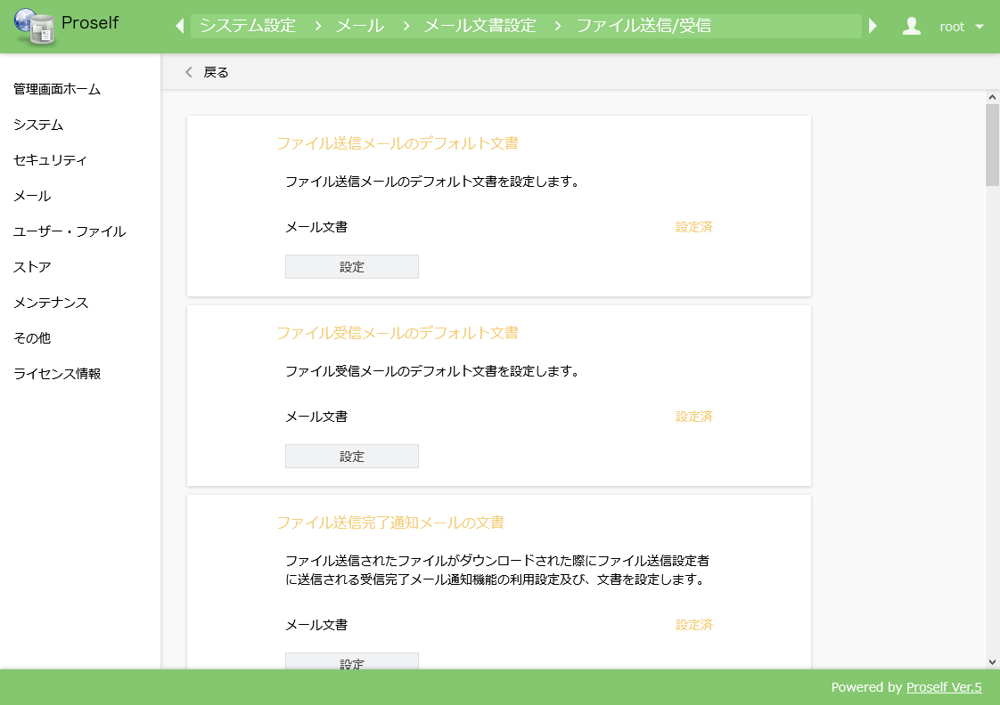 Proself
システム設定 > メール > メール文書設定 > ファイル送信/受信
root
戻る
管理画面ホーム
システム
セキュリティ
メール
ユーザー・ファイル
ストア
メンテナンス
その他
ライセンス情報
ファイル送信メールのデフォルト文書
ファイル送信メールのデフォルト文書を設定します。
メール文書 設定済
設定
ファイル受信メールのデフォルト文書
ファイル受信メールのデフォルト文書を設定します。
メール文書 設定済
設定
ファイル送信完了通知メールの文書
ファイル送信されたファイルがダウンロードされた際にファイル送信設定者
に送信される受信完了メール通知機能の利用設定及び、文書を設定します。
メール文書 設定済
設定
Powered by Proself Ver.5